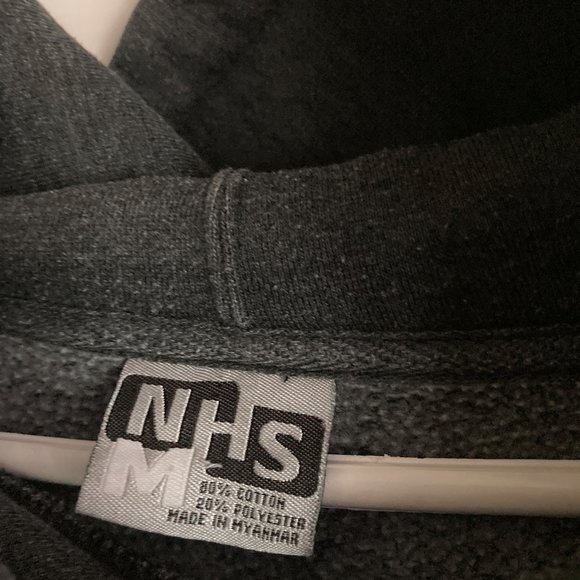 NHS
M
80% COTTON
20% POLYESTER
MADE IN MYANMAR